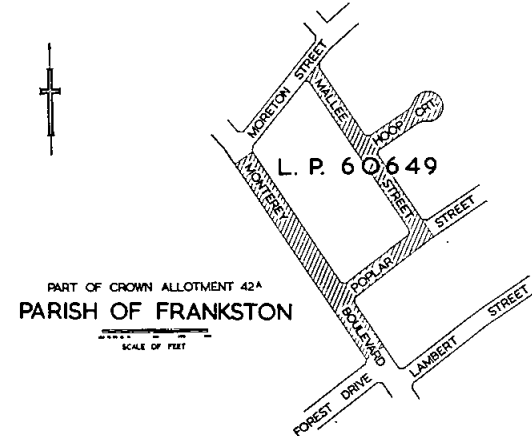 MORETON STREET
MALLEE
HOOP CRT.
L. P. 60649
MONTEREY
STREET
STREET
POPLAR
PART OF CROWN ALLOTMENT 42A
PARISH OF FRANKSTON
SCALE OF FEET
BOULEVARD
LAMBERT STREET
FOREST DRIVE